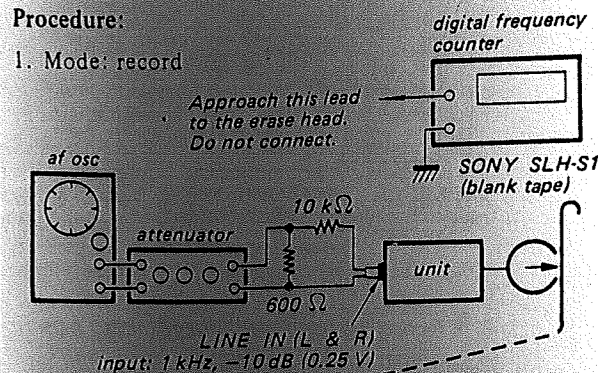 Procedure:
1. Mode: record
digital frequency
counter
Approach this lead
to the erase head.
Do not connect.
SONY SLH-S1
(blank tape)
af osc
attenuator
10 kΩ
600 Ω
unit
LINE IN (L & R)
input: 1 kHz, −10 dB (0.25 V)